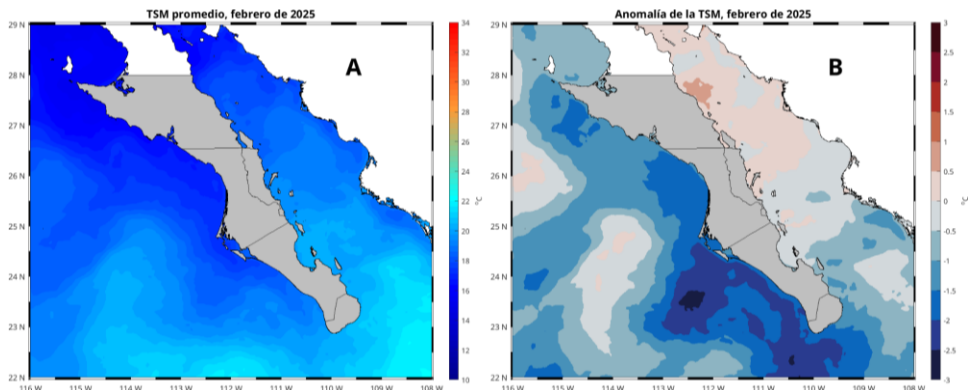 TSM promedio, febrero de 2025
29 N
28 N
27 N
26 N
25 N
24 N
23 N
22 N
116 W
115 W
114 W
113 W
112 W
111 W
110 W
109 W
108 W
A
34
32
30
28
26
24
22
20
18
16
14
12
10
°C
Anomalía de la TSM, febrero de 2025
29 N
28 N
27 N
26 N
25 N
24 N
23 N
22 N
116 W
115 W
114 W
113 W
112 W
111 W
110 W
109 W
108 W
B
3
2.5
2
1.5
1
0.5
0
-0.5
-1
-1.5
-2
-2.5
-3
°C